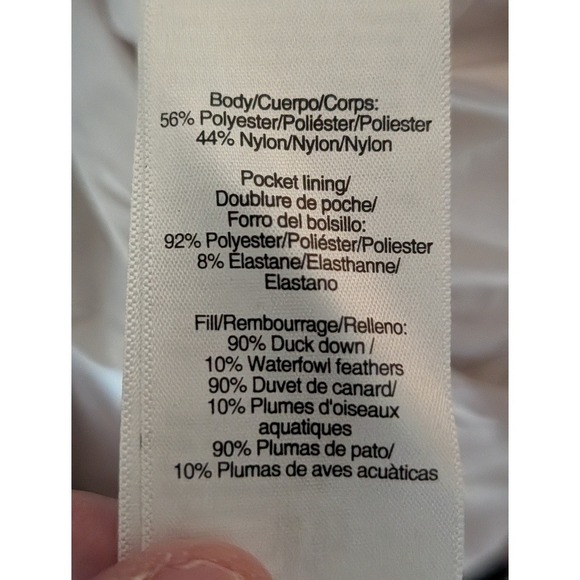 Body/Cuerpo/Corps:
56% Polyester/Poliéster/Poliester
44% Nylon/Nylon/Nylon
Pocket lining/
Doublure de poche/
Forro del bolsillo:
92% Polyester/Poliéster/Poliester
8% Elastane/Elasthanne/
Elastano
Fill/Rembourrage/Relleno:
90% Duck down /
10% Waterfowl feathers
90% Duvet de canard/
10% Plumes d'oiseaux
aquatiques
90% Plumas de pato/
10% Plumas de aves acuàticas